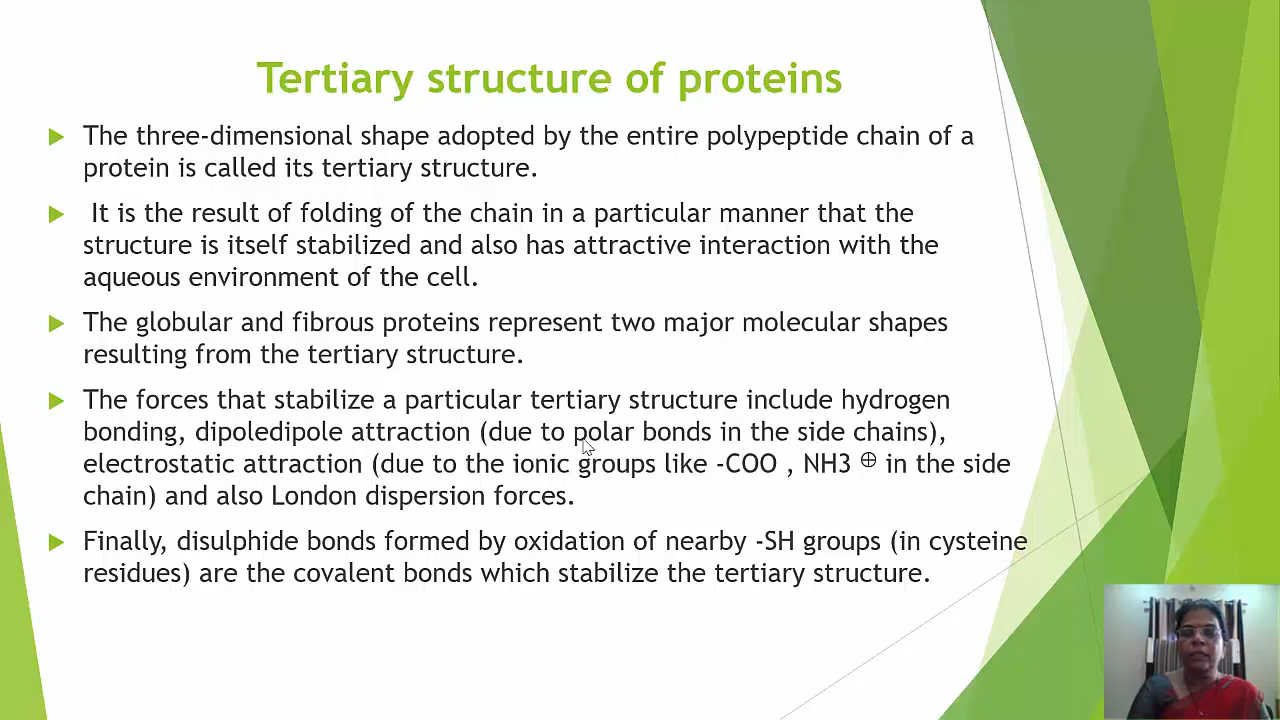 Tertiary structure of proteins
The three-dimensional shape adopted by the entire polypeptide chain of a
protein is called its tertiary structure.
It is the result of folding of the chain in a particular manner that the
structure is itself stabilized and also has attractive interaction with the
aqueous environment of the cell.
The globular and fibrous proteins represent two major molecular shapes
resulting from the tertiary structure.
The forces that stabilize a particular tertiary structure include hydrogen
bonding, dipoledipole attraction (due to polar bonds in the side chains),
electrostatic attraction (due to the ionic groups like -COO , NH3 ⊕ in the side
chain) and also London dispersion forces.
Finally, disulphide bonds formed by oxidation of nearby -SH groups (in cysteine
residues) are the covalent bonds which stabilize the tertiary structure.